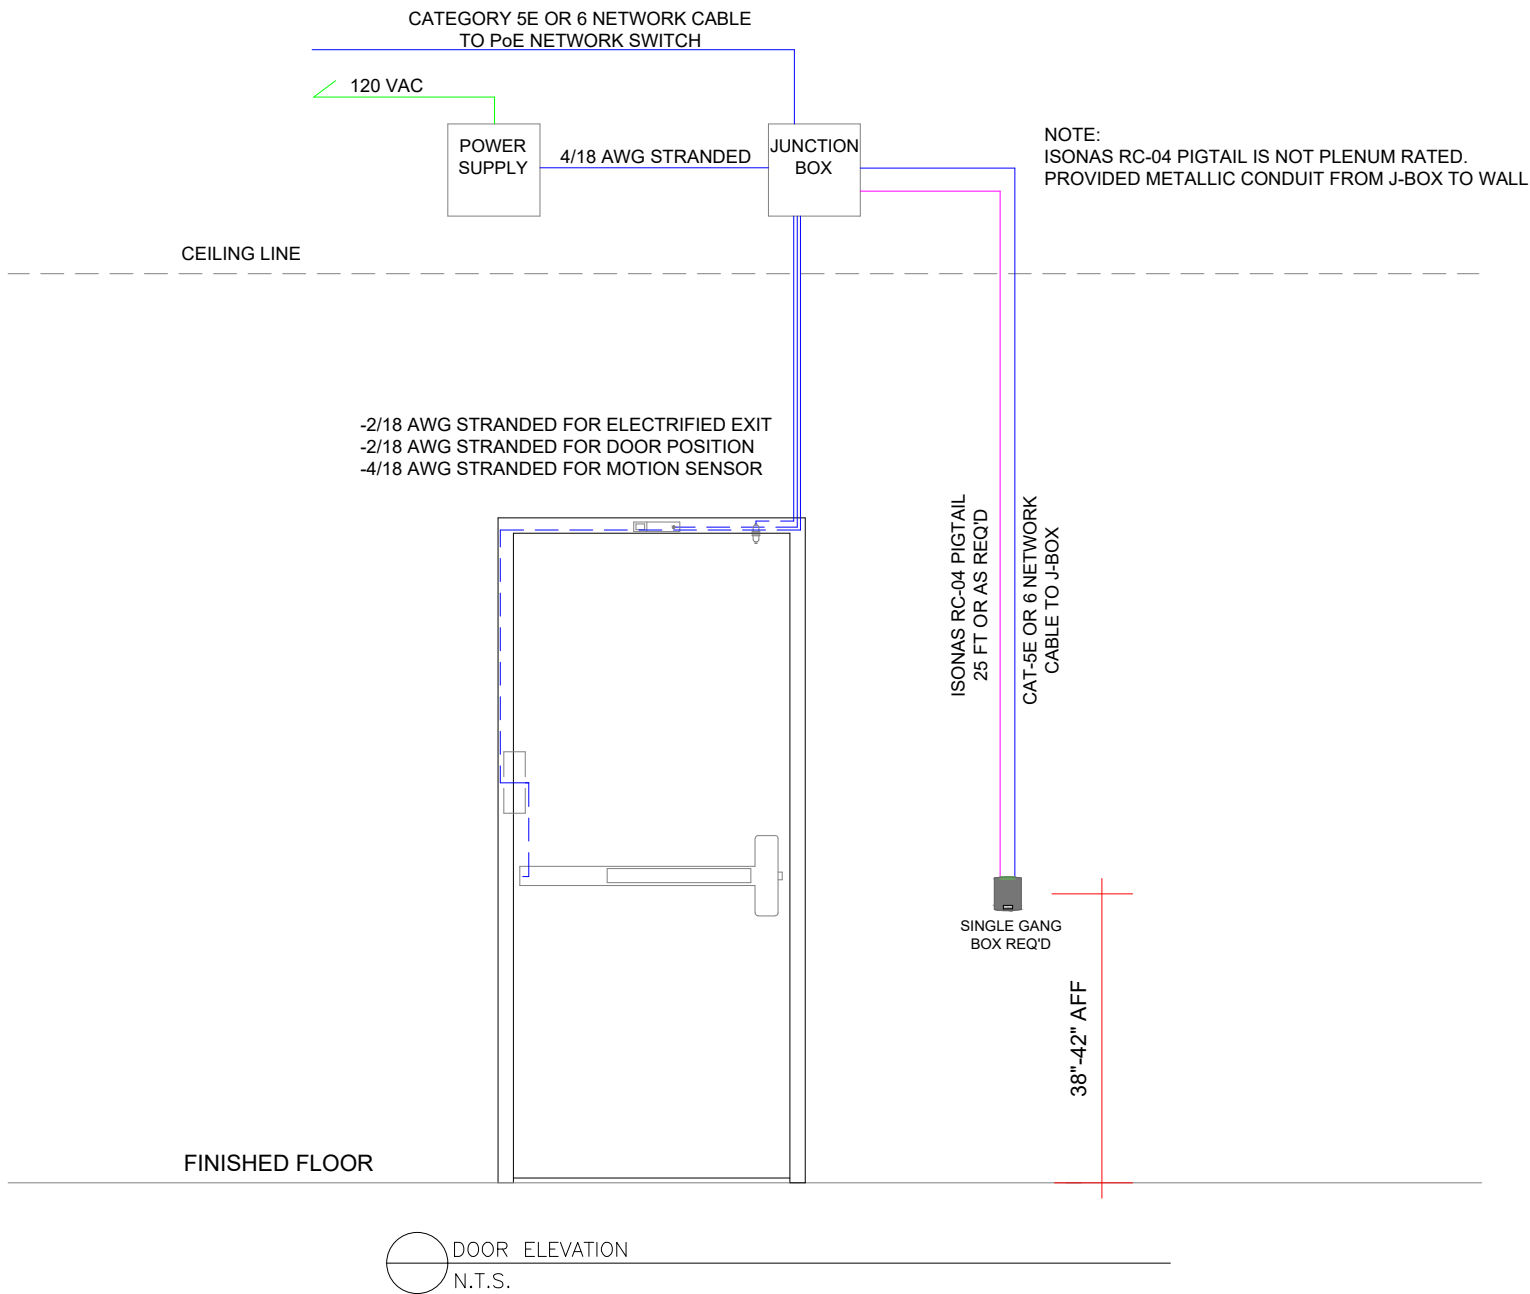 CATEGORY 5E OR 6 NETWORK CABLE
TO PoE NETWORK SWITCH
120 VAC
POWER
SUPPLY
4/18 AWG STRANDED
JUNCTION
BOX
NOTE:
ISONAS RC-04 PIGTAIL IS NOT PLENUM RATED.
PROVIDED METALLIC CONDUIT FROM J-BOX TO WALL
CEILING LINE
-2/18 AWG STRANDED FOR ELECTRIFIED EXIT
-2/18 AWG STRANDED FOR DOOR POSITION
-4/18 AWG STRANDED FOR MOTION SENSOR
ISONAS RC-04 PIGTAIL
25 FT OR AS REQ'D
CAT-5E OR 6 NETWORK
CABLE TO J-BOX
SINGLE GANG
BOX REQ'D
38"-42" AFF
FINISHED FLOOR
DOOR ELEVATION
N.T.S.